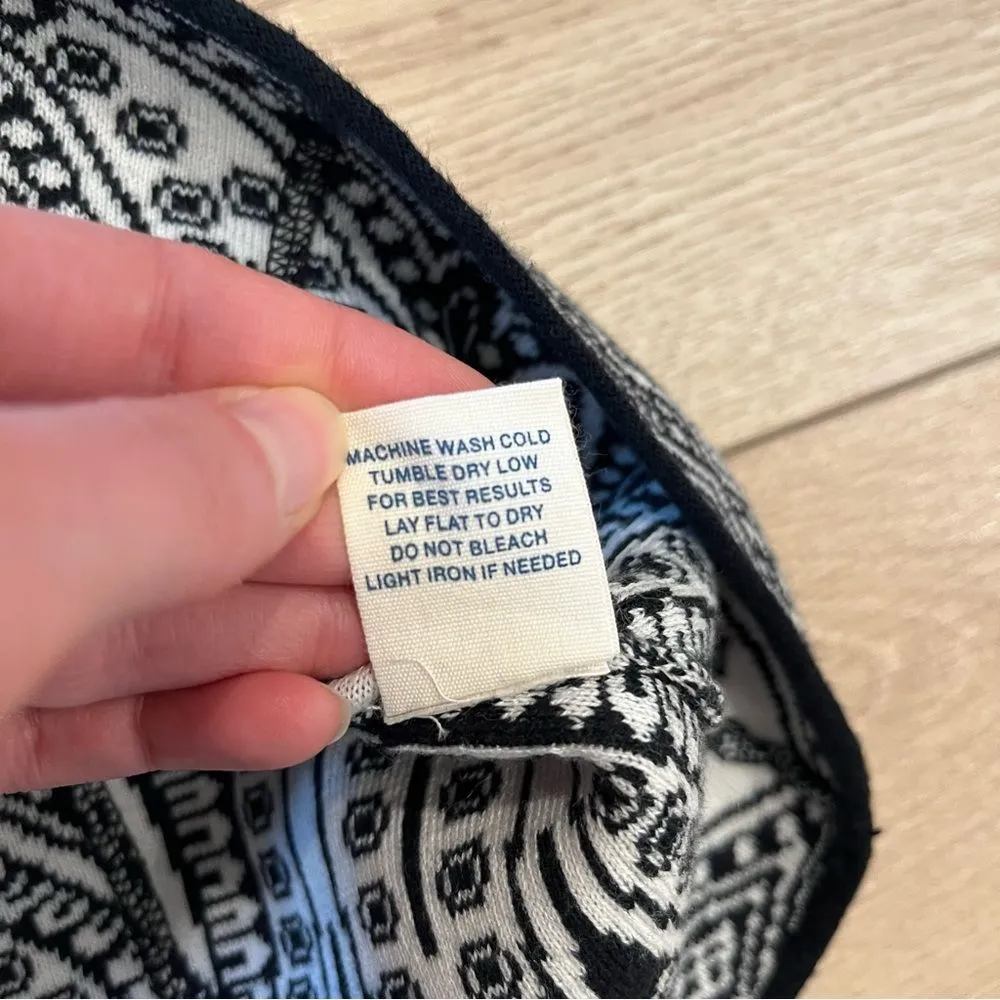 MACHINE WASH COLD
TUMBLE DRY LOW
FOR BEST RESULTS
LAY FLAT TO DRY
DO NOT BLEACH
LIGHT IRON IF NEEDED